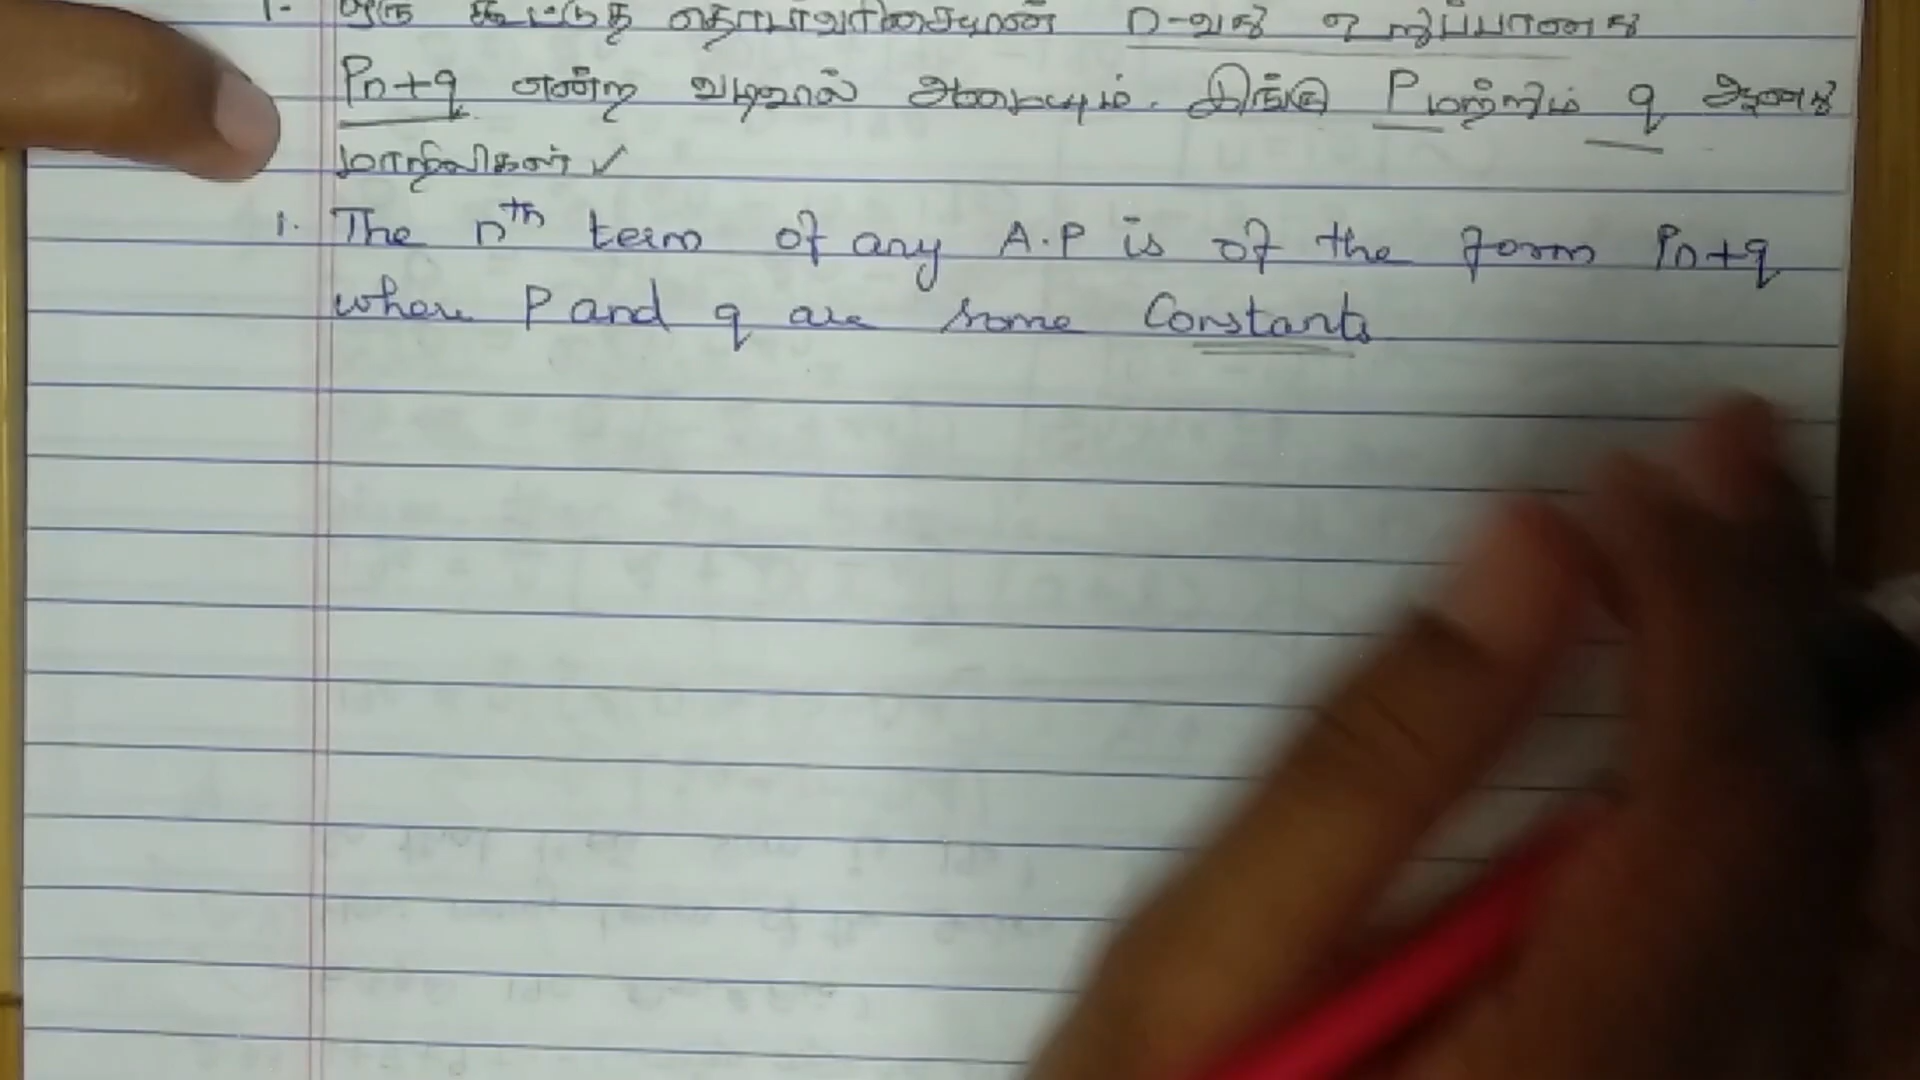 1. ஒரு கூட்டுத் தொடர்வரிசையின் n-வது உறுப்பானது
Pn+q என்ற வடிவில் அமையும். இங்கு P மற்றும் q ஆனது
மாறிலிகள் ✓
1. The nth term of any A.P is of the form Pn+q
where P and q are some Constants